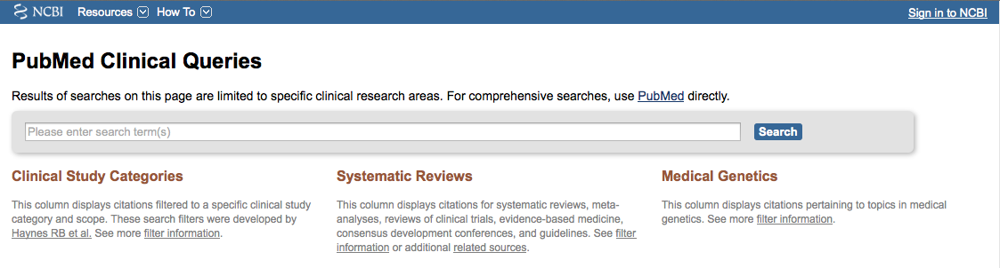 NCBI Resources How To Sign in to NCBI
PubMed Clinical Queries
Results of searches on this page are limited to specific clinical research areas. For comprehensive searches, use PubMed directly.
Please enter search term(s) Search
Clinical Study Categories
This column displays citations filtered to a specific clinical study
category and scope. These search filters were developed by
Haynes RB et al. See more filter information.
Systematic Reviews
This column displays citations for systematic reviews, meta-
analyses, reviews of clinical trials, evidence-based medicine,
consensus development conferences, and guidelines. See filter
information or additional related sources.
Medical Genetics
This column displays citations pertaining to topics in medical
genetics. See more filter information.